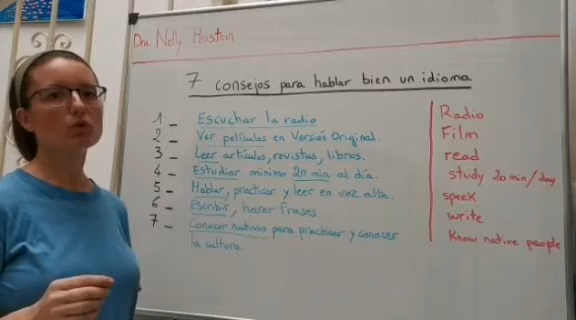 Dra. Nelly Hostein
7 consejos para hablar bien un idioma
1 - Escuchar la radio
2 - Ver películas en Versión Original.
3 - Leer artículos, revistas, libros.
4 - Estudiar mínimo 20 min al día.
5 - Hablar, practicar y leer en voz alta.
6 - Escribir, hacer frases.
7 - Conocer nativos para practicar y conocer
la cultura.
Radio
Film
read
study 20 min/day
speek
write
Know native people